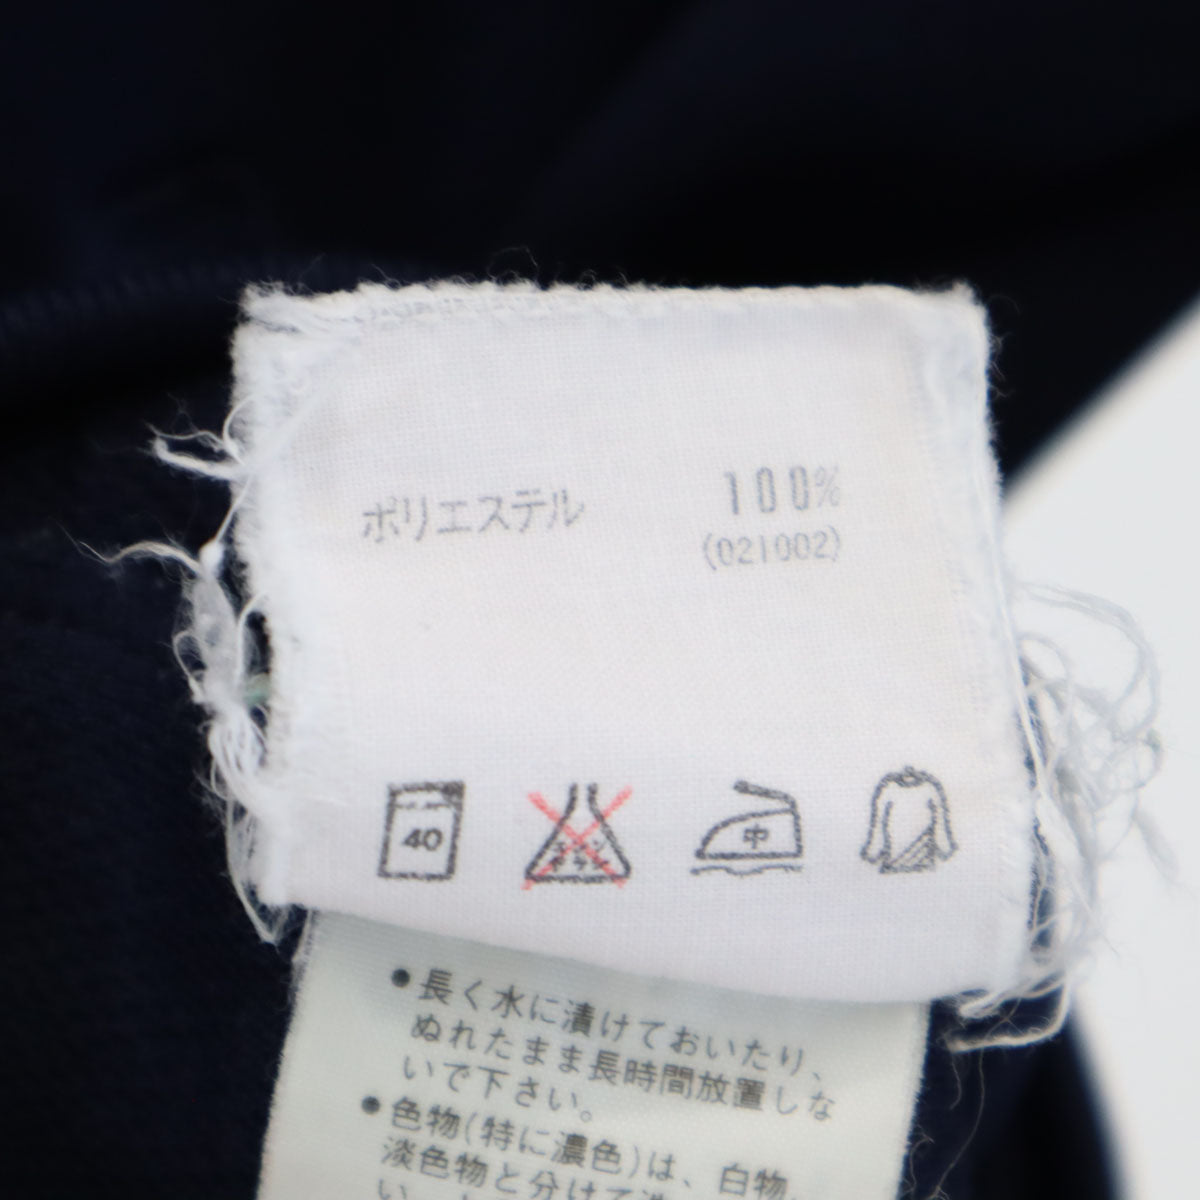 ポリエステル 100%
(021002)
40 中
●長く水に漬けておいたり、
ぬれたまま長時間放置しな
いで下さい。
●色物(特に濃色)は、白物、
淡色物と分けて洗